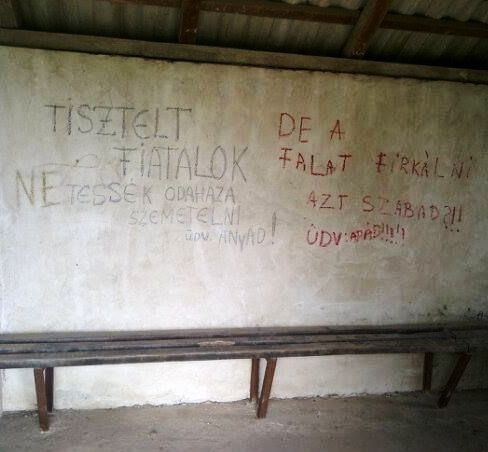 TISZTELT
FIATALOK
NE TESSÉK ODAHAZA
SZEMETELNI
ÜDV: ANYÁD!
DE A
FALAT FIRKÁLNI
AZT SZABAD?!!
ÜDV: APÁD!!!!